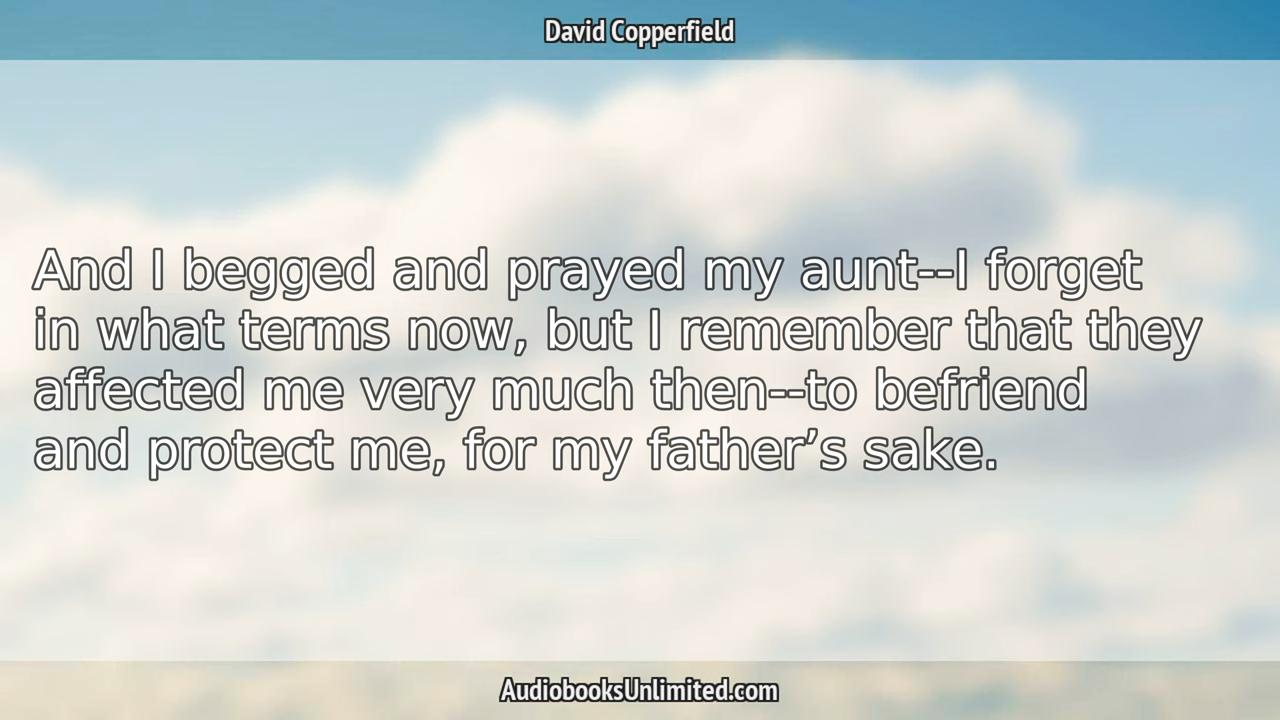 David Copperfield
And I begged and prayed my aunt--I forget
in what terms now, but I remember that they
affected me very much then--to befriend
and protect me, for my father’s sake.
AudiobooksUnlimited.com